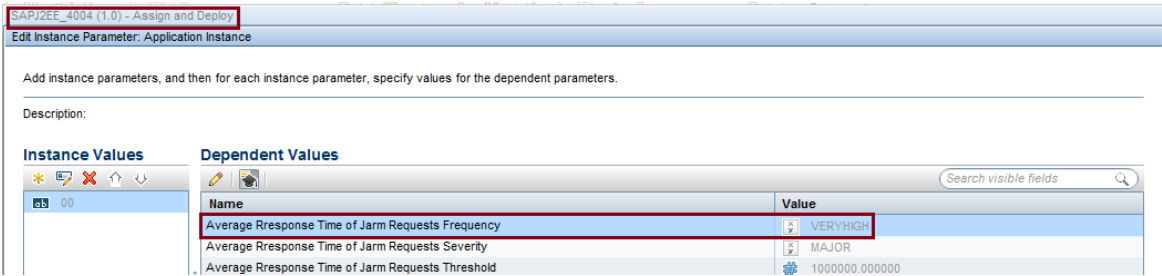 SAPJ2EE_4004 (1.0) - Assign and Deploy
Edit Instance Parameter: Application Instance
Add instance parameters, and then for each instance parameter, specify values for the dependent parameters.
Description:
Instance Values
Dependent Values
Search visible fields
ab 00
Name Value
Average Rresponse Time of Jarm Requests Frequency VERYHIGH
Average Rresponse Time of Jarm Requests Severity MAJOR
Average Rresponse Time of Jarm Requests Threshold # 1000000.000000